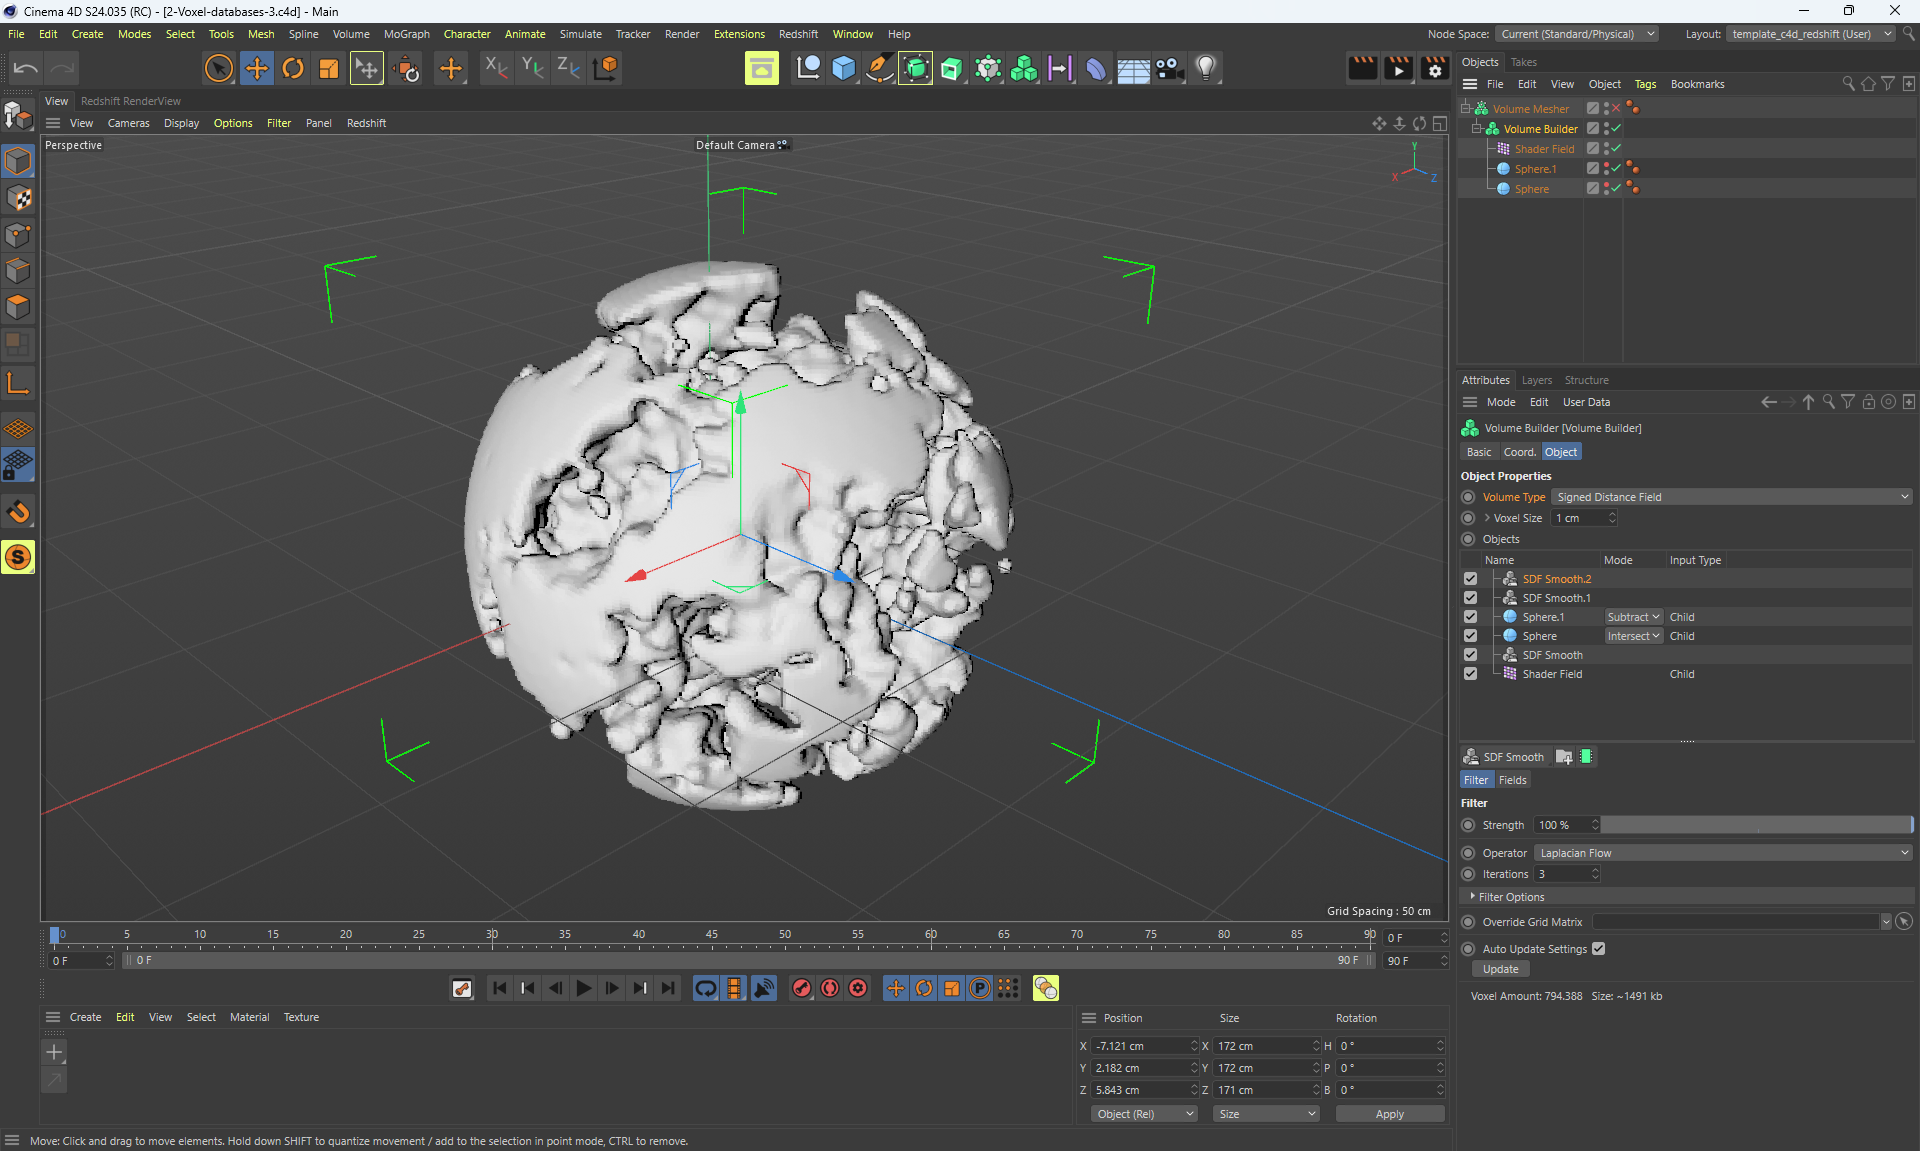 Cinema 4D S24.035 (RC) - [2-Voxel-databases-3.c4d] - Main
File Edit Create Modes Select Tools Mesh Spline Volume MoGraph Character Animate Simulate Tracker Render Extensions Redshift Window Help Node Space: Current (Standard/Physical) Layout: template_c4d_redshift (User)
X Y Z
Objects Takes
File Edit View Object Tags Bookmarks
View Redshift RenderView
View Cameras Display Options Filter Panel Redshift
Perspective
Default Camera
Y
X Z
Volume Mesher
Volume Builder
Shader Field
Sphere.1
Sphere
Attributes Layers Structure
Mode Edit User Data
Volume Builder [Volume Builder]
Basic Coord. Object
Object Properties
Volume Type Signed Distance Field
Voxel Size 1 cm
Objects
Name Mode Input Type
SDF Smooth.2
SDF Smooth.1
Sphere.1 Subtract Child
Sphere Intersect Child
SDF Smooth
Shader Field Child
SDF Smooth
Filter Fields
Filter
Strength 100 %
Operator Laplacian Flow
Iterations 3
Filter Options
Override Grid Matrix
Auto Update Settings
Update
Voxel Amount: 794.388 Size: ~1491 kb
Grid Spacing : 50 cm
0 5 10 15 20 25 30 35 40 45 50 55 60 65 70 75 80 85 90 0 F
0 F 0 F 90 F 90 F
P
S
Create Edit View Select Material Texture
Position Size Rotation
X -7.121 cm X 172 cm H 0 °
Y 2.182 cm Y 172 cm P 0 °
Z 5.843 cm Z 171 cm B 0 °
Object (Rel) Size Apply
Move: Click and drag to move elements. Hold down SHIFT to quantize movement / add to the selection in point mode, CTRL to remove.